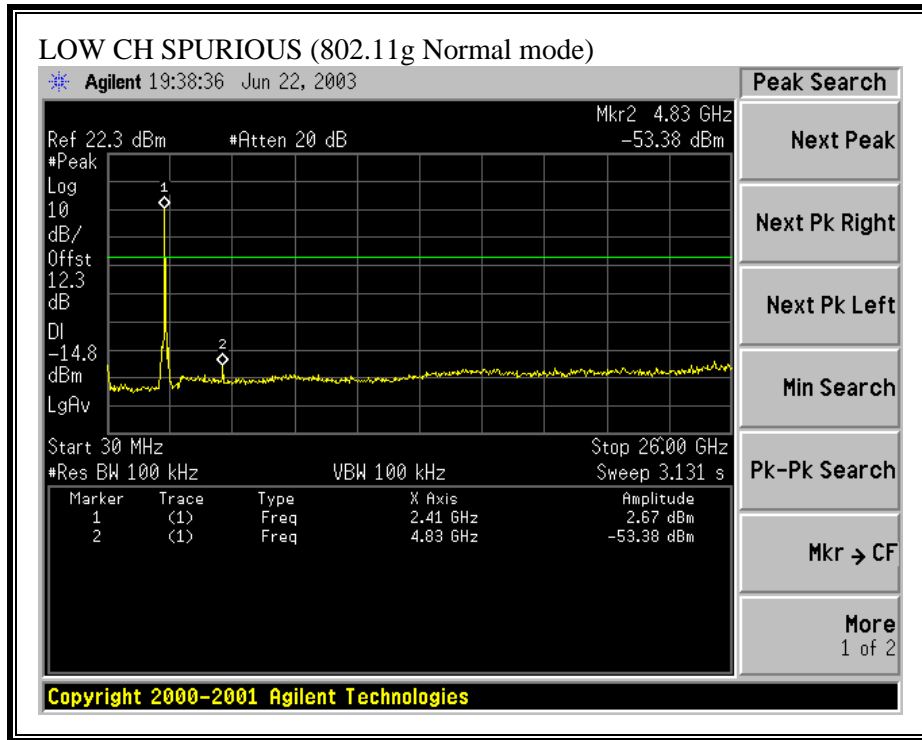 LOW CH SPURIOUS (802.11g Normal mode)
Agilent 19:38:36 Jun 22, 2003
Peak Search
Mkr2 4.83 GHz
Ref 22.3 dBm #Atten 20 dB -53.38 dBm
#Peak
Log
10
dB/
Offst
12.3
dB
DI
-14.8
dBm
LgAv
1
2
Start 30 MHz Stop 26.00 GHz
#Res BW 100 kHz VBW 100 kHz Sweep 3.131 s
Marker Trace Type X Axis Amplitude
1 (1) Freq 2.41 GHz 2.67 dBm
2 (1) Freq 4.83 GHz -53.38 dBm
Next Peak
Next Pk Right
Next Pk Left
Min Search
Pk-Pk Search
Mkr → CF
More
1 of 2
Copyright 2000-2001 Agilent Technologies